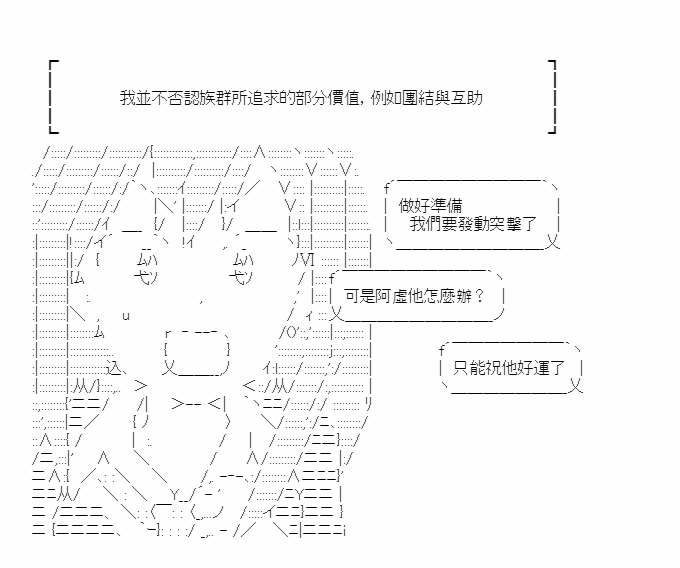 我並不否認族群所追求的部分價值，例如團結與互助
做好準備
我們要發動突擊了
可是阿虛他怎麼辦？
只能祝他好運了